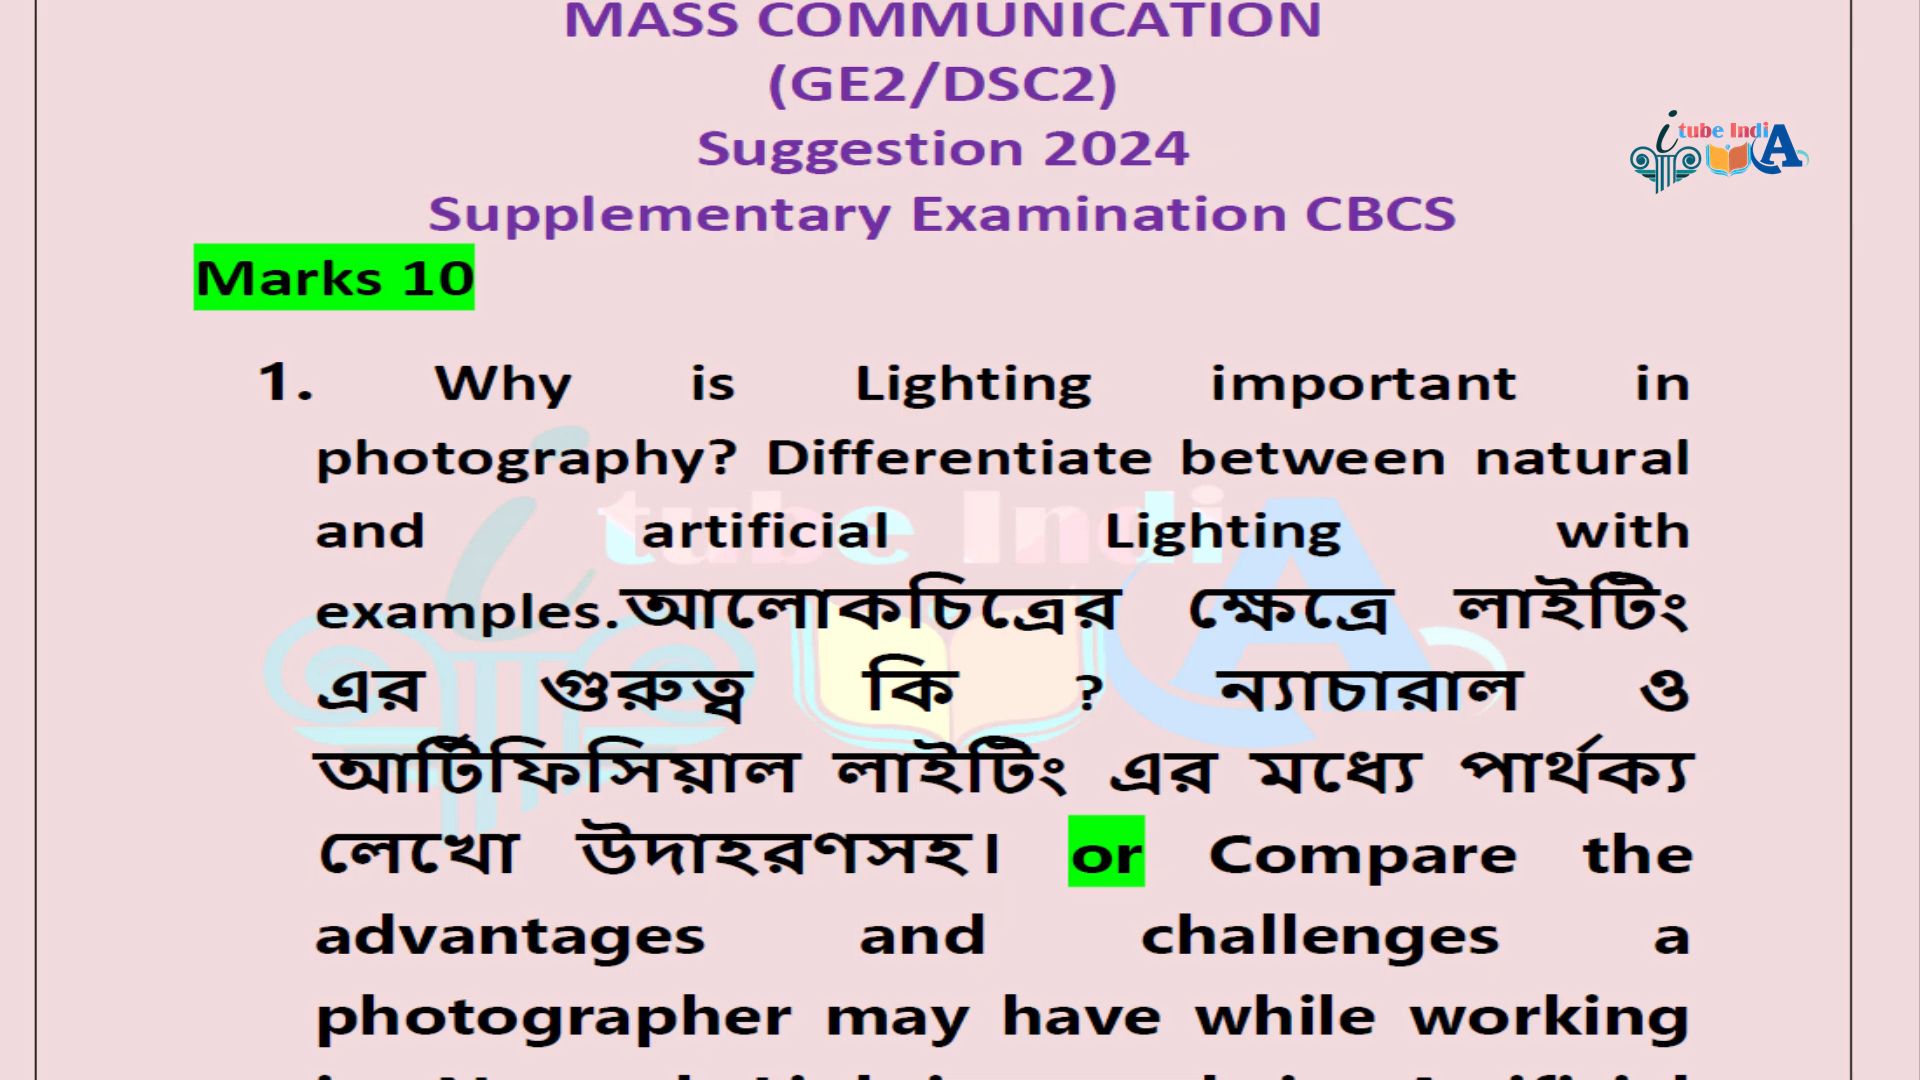 MASS COMMUNICATION
(GE2/DSC2)
Suggestion 2024
Supplementary Examination CBCS
i tube IndiA
Marks 10
1. Why is Lighting important in
photography? Differentiate between natural
and artificial Lighting with
examples.আলোকচিত্রের ক্ষেত্রে লাইটিং
এর গুরুত্ব কি ? ন্যাচারাল ও
আর্টিফিসিয়াল লাইটিং এর মধ্যে পার্থক্য
লেখো উদাহরণসহ। or Compare the
advantages and challenges a
photographer may have while working